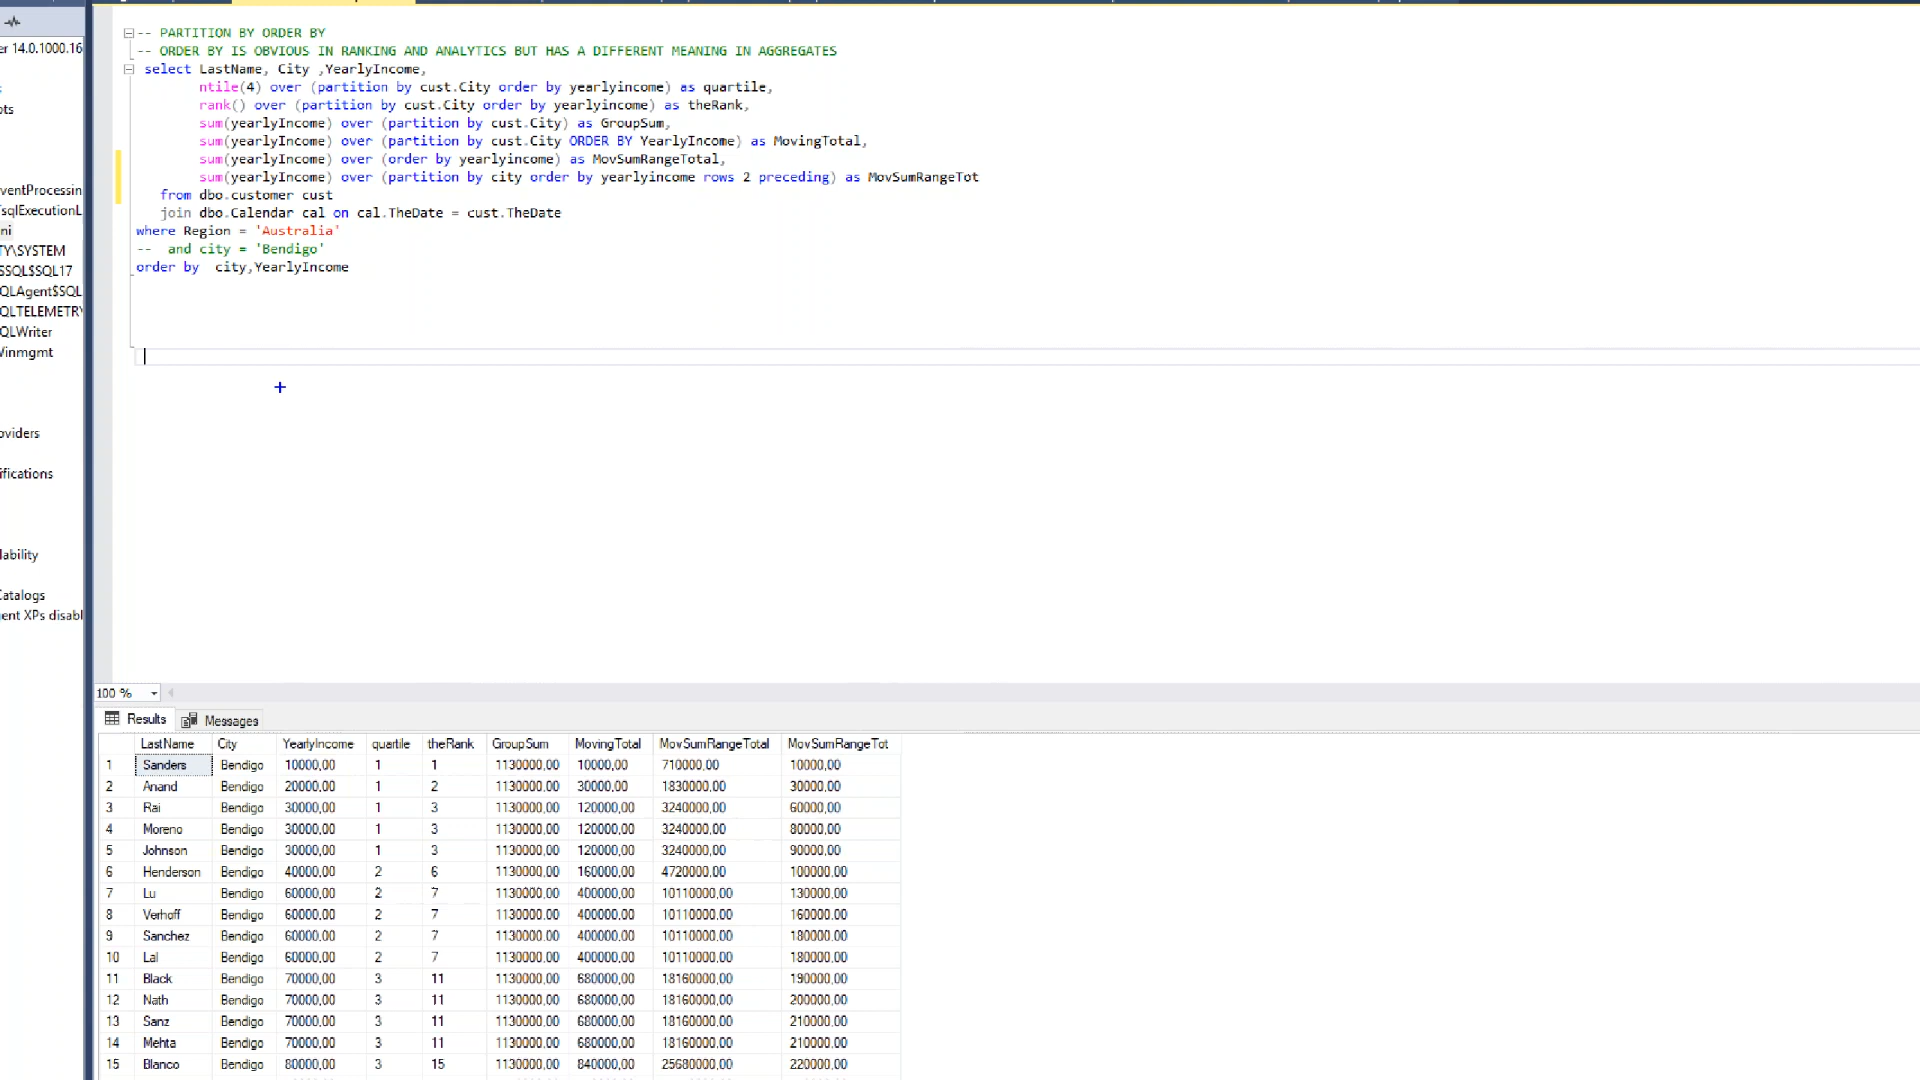 -- PARTITION BY ORDER BY
-- ORDER BY IS OBVIOUS IN RANKING AND ANALYTICS BUT HAS A DIFFERENT MEANING IN AGGREGATES
select LastName, City ,YearlyIncome,
ntile(4) over (partition by cust.City order by yearlyincome) as quartile,
rank() over (partition by cust.City order by yearlyincome) as theRank,
sum(yearlyIncome) over (partition by cust.City) as GroupSum,
sum(yearlyIncome) over (partition by cust.City ORDER BY YearlyIncome) as MovingTotal,
sum(yearlyIncome) over (order by yearlyincome) as MovSumRangeTotal,
sum(yearlyIncome) over (partition by city order by yearlyincome rows 2 preceding) as MovSumRangeTot
from dbo.customer cust
join dbo.Calendar cal on cal.TheDate = cust.TheDate
where Region = 'Australia'
-- and city = 'Bendigo'
order by city,YearlyIncome
er 14.0.1000.16
ots
ventProcessin
sqlExecutionL
ni
TY\SYSTEM
SSQL$SQL17
QLAgent$SQL
QLTELEMETRY
QLWriter
Winmgmt
oviders
ifications
lability
Catalogs
ent XPs disabl
100 %
Results Messages
LastName City YearlyIncome quartile theRank GroupSum MovingTotal MovSumRangeTotal MovSumRangeTot
1 Sanders Bendigo 10000,00 1 1 1130000,00 10000,00 710000,00 10000,00
2 Anand Bendigo 20000,00 1 2 1130000,00 30000,00 1830000,00 30000,00
3 Rai Bendigo 30000,00 1 3 1130000,00 120000,00 3240000,00 60000,00
4 Moreno Bendigo 30000,00 1 3 1130000,00 120000,00 3240000,00 80000,00
5 Johnson Bendigo 30000,00 1 3 1130000,00 120000,00 3240000,00 90000,00
6 Henderson Bendigo 40000,00 2 6 1130000,00 160000,00 4720000,00 100000,00
7 Lu Bendigo 60000,00 2 7 1130000,00 400000,00 10110000,00 130000,00
8 Verhoff Bendigo 60000,00 2 7 1130000,00 400000,00 10110000,00 160000,00
9 Sanchez Bendigo 60000,00 2 7 1130000,00 400000,00 10110000,00 180000,00
10 Lal Bendigo 60000,00 2 7 1130000,00 400000,00 10110000,00 180000,00
11 Black Bendigo 70000,00 3 11 1130000,00 680000,00 18160000,00 190000,00
12 Nath Bendigo 70000,00 3 11 1130000,00 680000,00 18160000,00 200000,00
13 Sanz Bendigo 70000,00 3 11 1130000,00 680000,00 18160000,00 210000,00
14 Mehta Bendigo 70000,00 3 11 1130000,00 680000,00 18160000,00 210000,00
15 Blanco Bendigo 80000,00 3 15 1130000,00 840000,00 25680000,00 220000,00